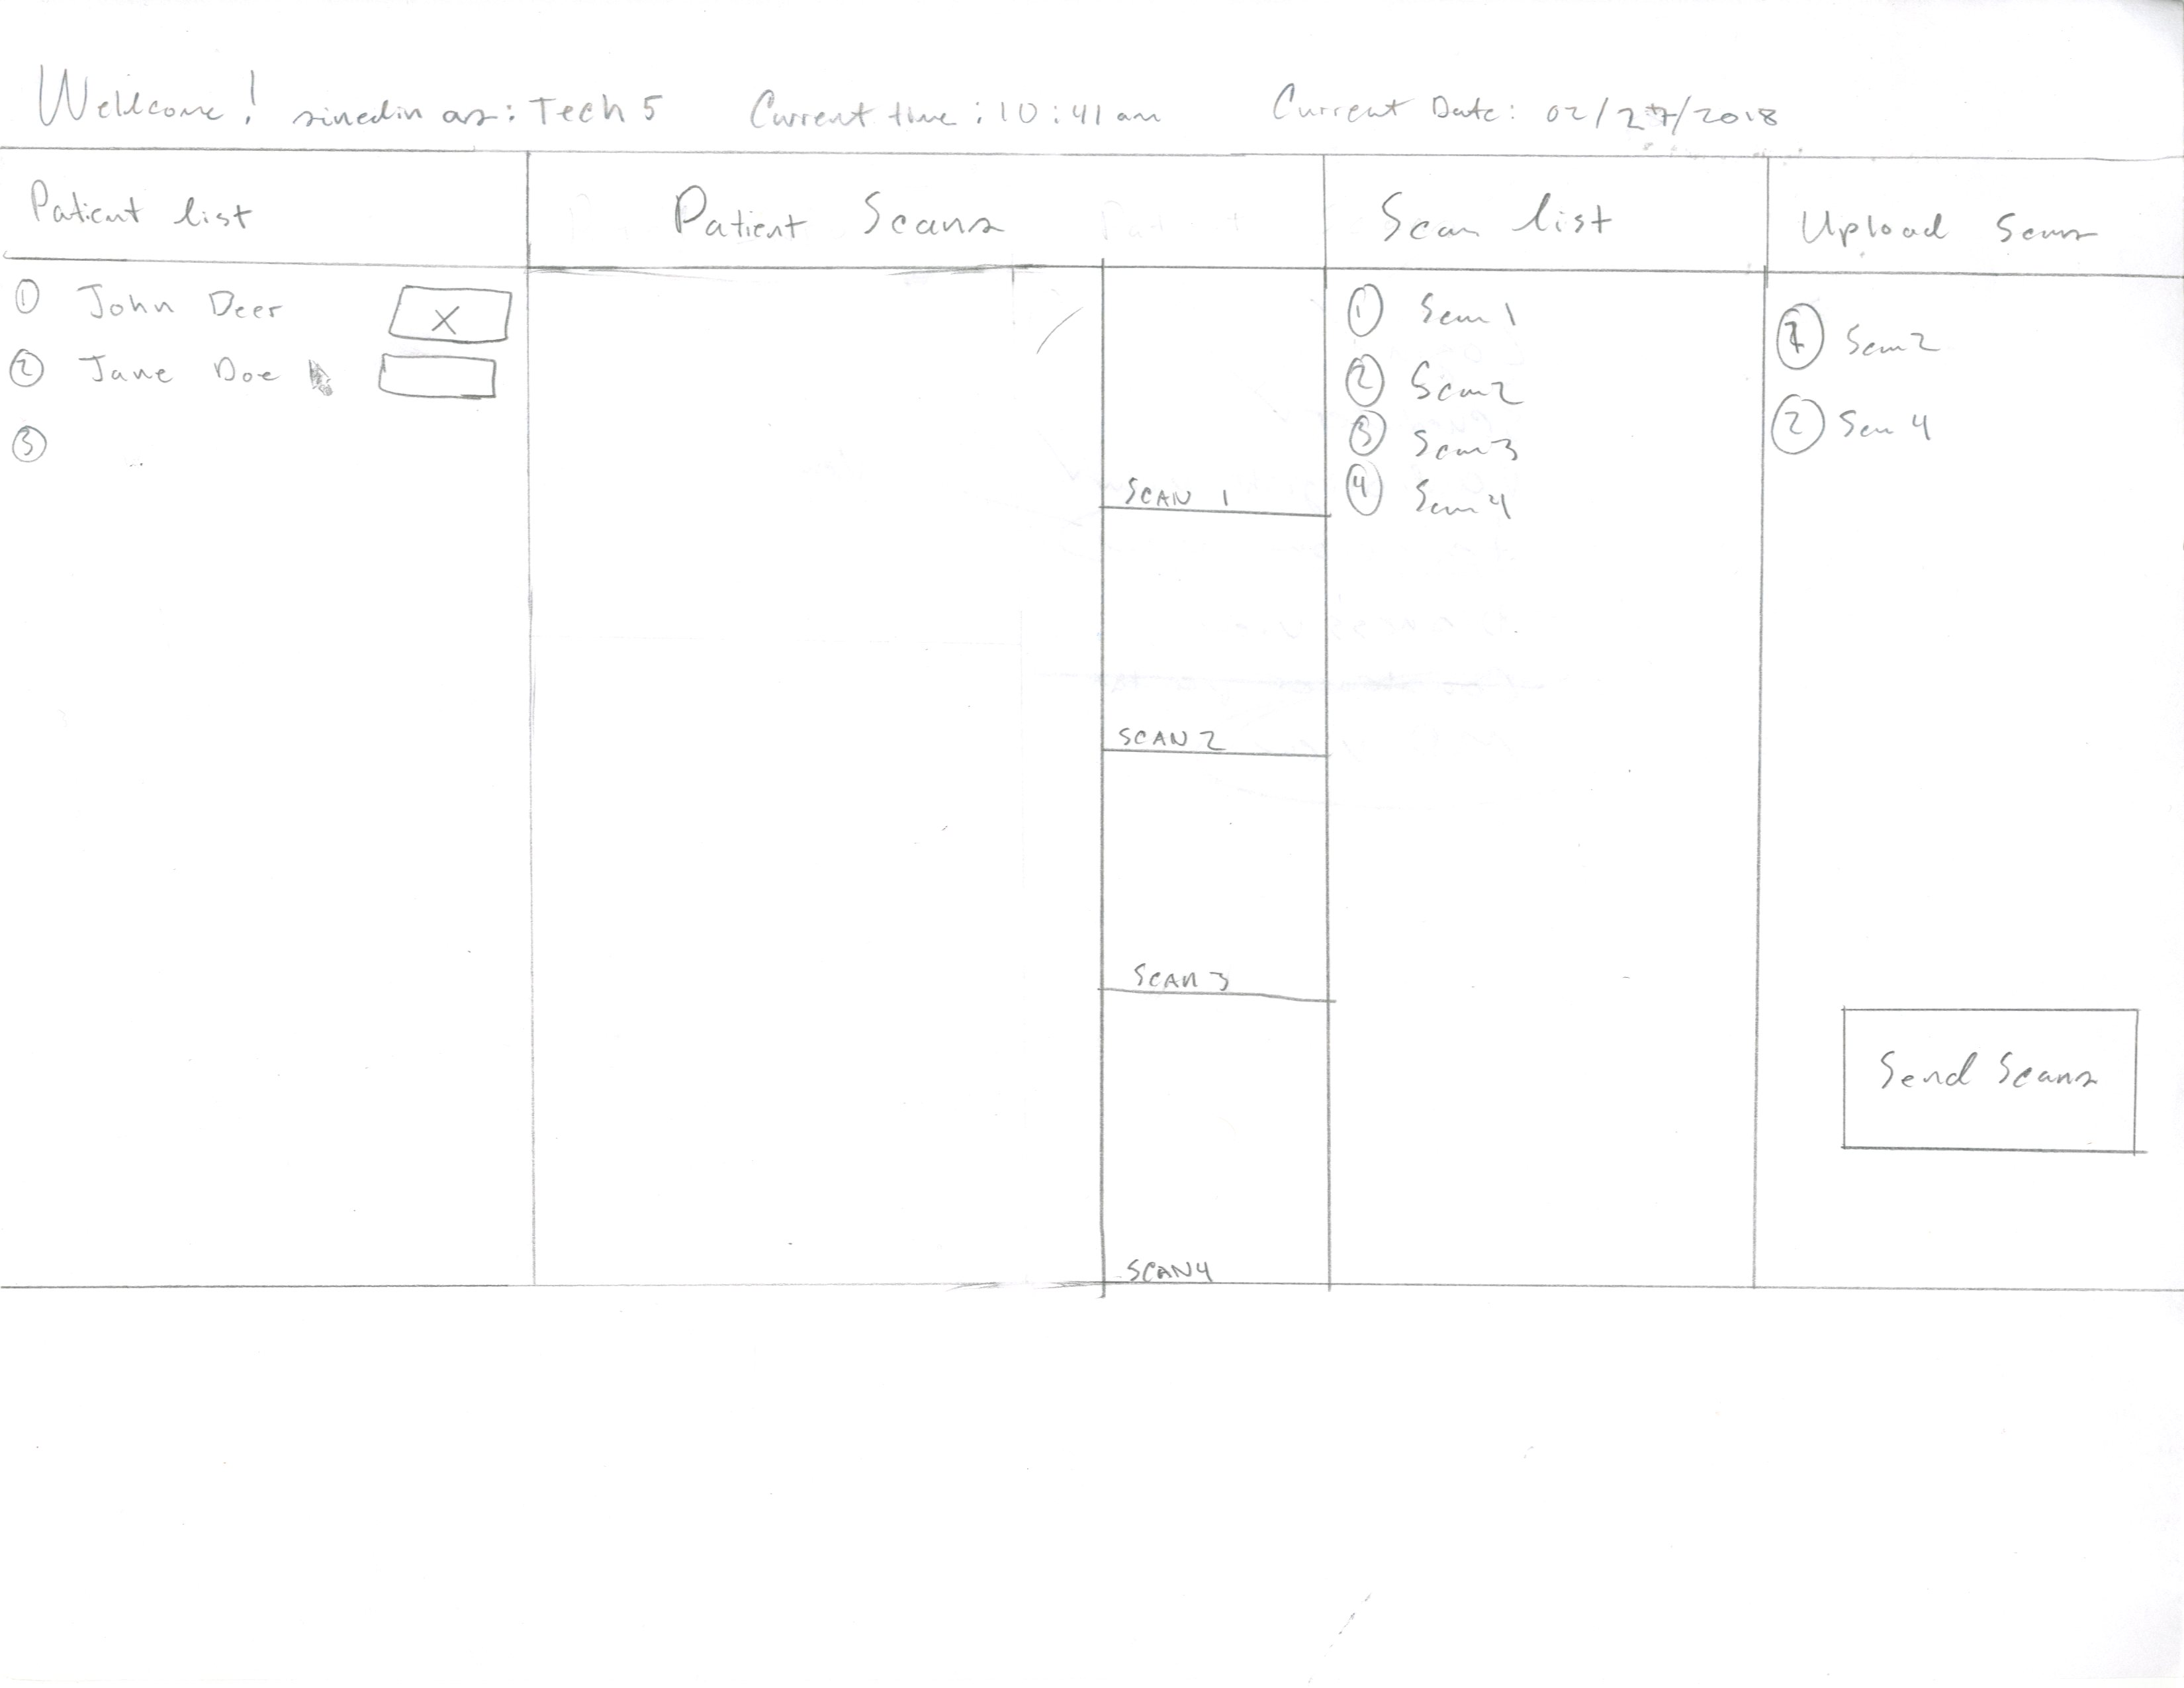 Wellcome! sinedin as: Tech 5 Current time: 10:41 am Current Date: 02/27/2018
Patient list
Patient Scans
Scan list
Upload Scans
① John Deer X
② Jane Doe
③
SCAN 1
SCAN 2
SCAN 3
SCAN 4
① Scan 1
② Scan 2
③ Scan 3
④ Scan 4
① Scan 2
② Scan 4
Send Scans